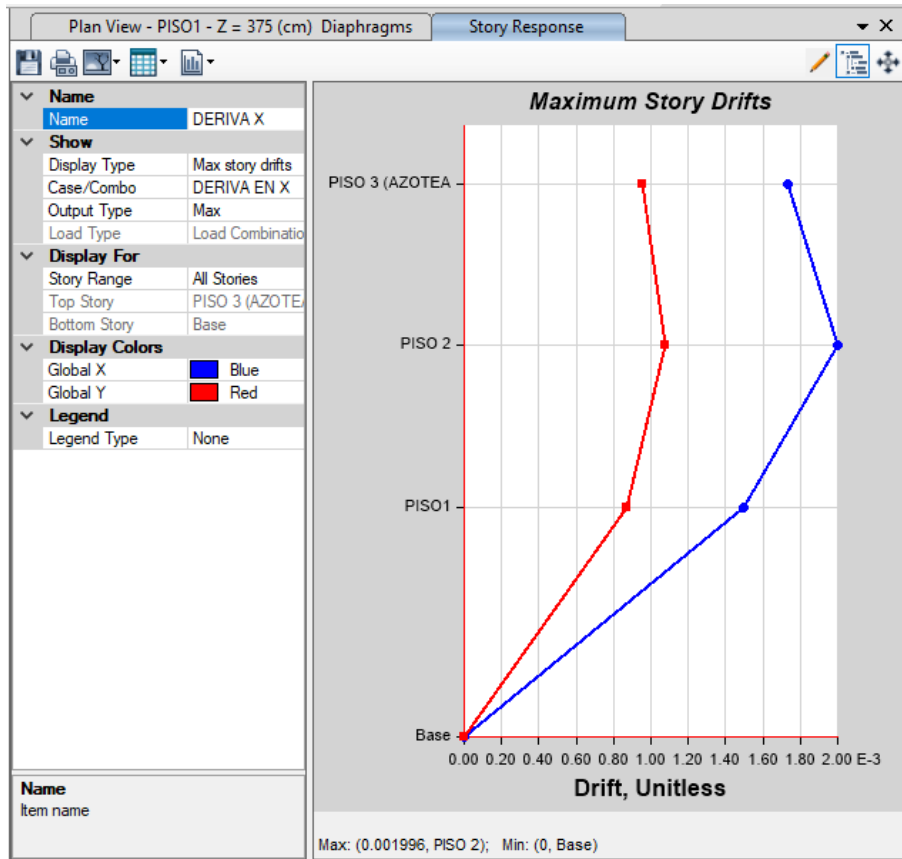 Plan View - PISO1 - Z = 375 (cm) Diaphragms
Story Response
Name
Name DERIVA X
Show
Display Type Max story drifts
Case/Combo DERIVA EN X
Output Type Max
Load Type Load Combinatio
Display For
Story Range All Stories
Top Story PISO 3 (AZOTEA
Bottom Story Base
Display Colors
Global X Blue
Global Y Red
Legend
Legend Type None
Name
Item name
Maximum Story Drifts
PISO 3 (AZOTEA
PISO 2
PISO1
Base
0.00 0.20 0.40 0.60 0.80 1.00 1.20 1.40 1.60 1.80 2.00 E-3
Drift, Unitless
Max: (0.001996, PISO 2); Min: (0, Base)